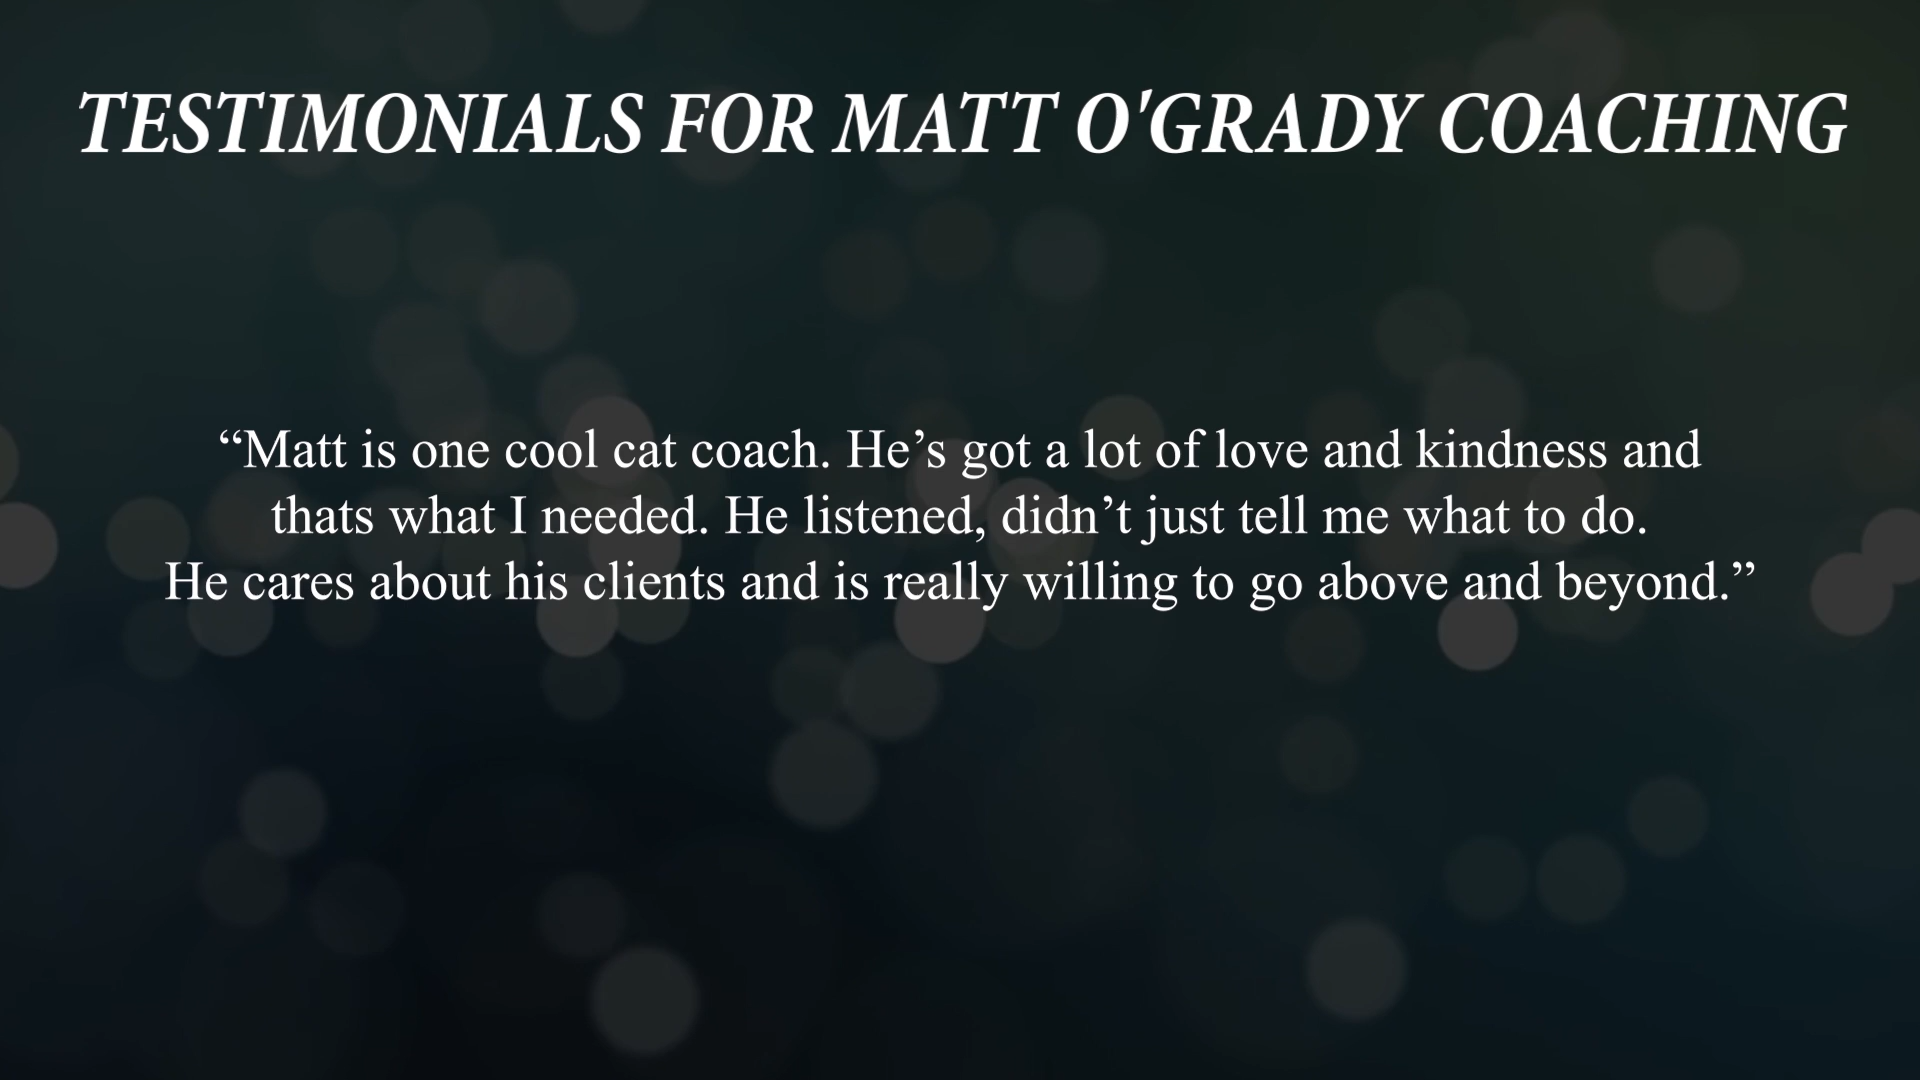 TESTIMONIALS FOR MATT O'GRADY COACHING
“Matt is one cool cat coach. He’s got a lot of love and kindness and
thats what I needed. He listened, didn’t just tell me what to do.
He cares about his clients and is really willing to go above and beyond.”